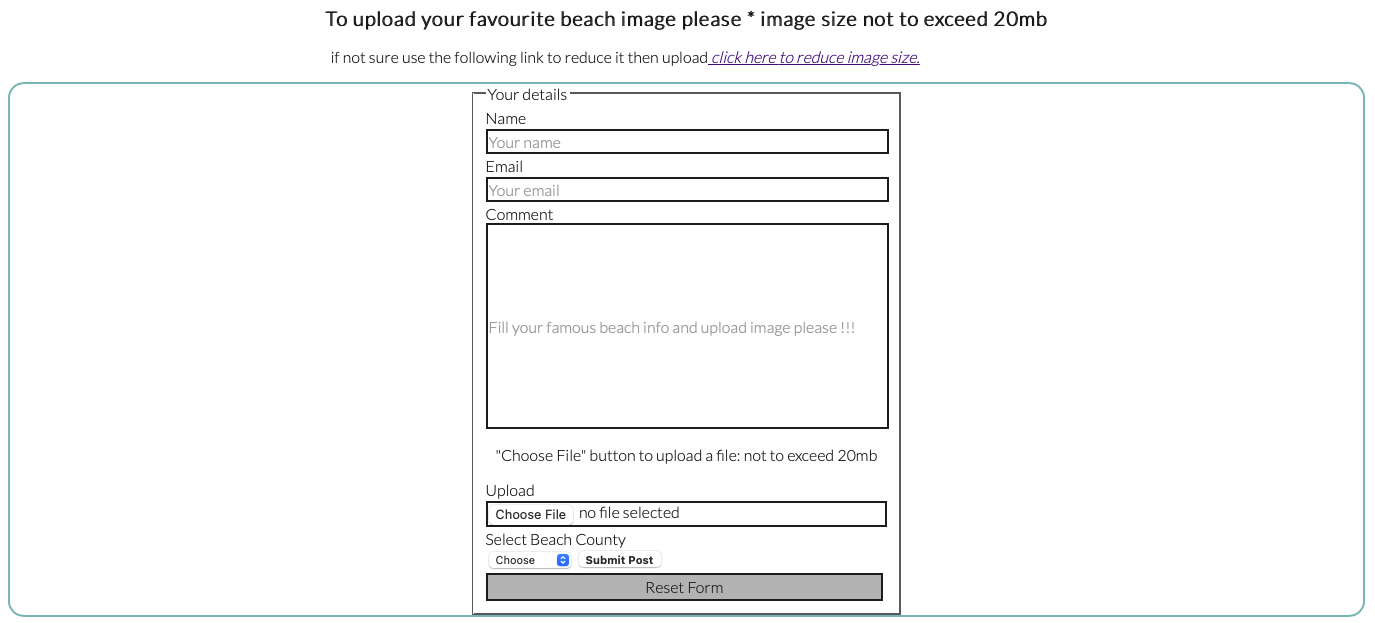 To upload your favourite beach image please * image size not to exceed 20mb
if not sure use the following link to reduce it then upload click here to reduce image size.
Your details
Name
Your name
Email
Your email
Comment
Fill your famous beach info and upload image please !!!
"Choose File" button to upload a file: not to exceed 20mb
Upload
Choose File no file selected
Select Beach County
Choose Submit Post
Reset Form